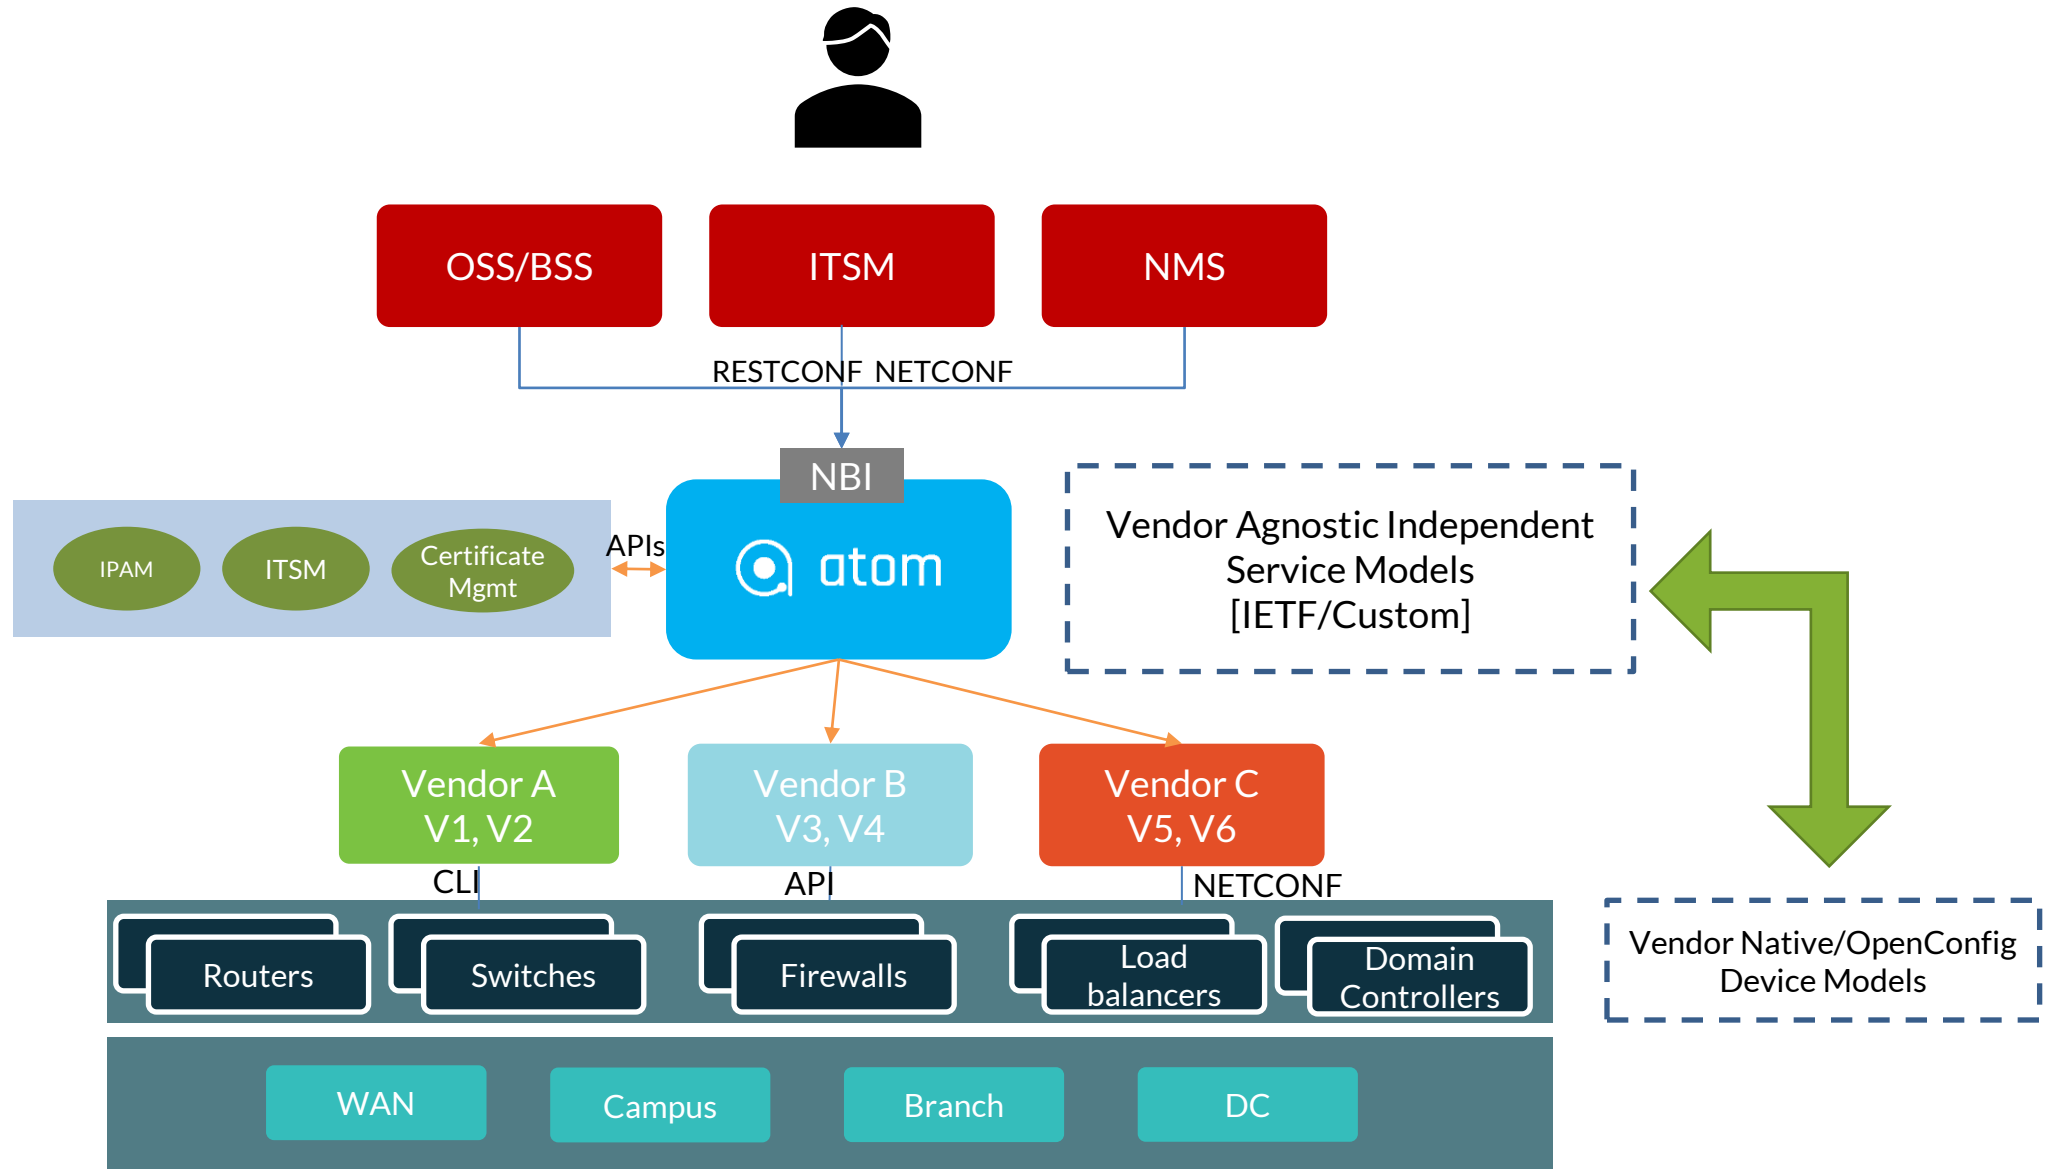 OSS/BSS
ITSM
NMS
RESTCONF NETCONF
NBI
IPAM
ITSM
Certificate
Mgmt
APIs
atom
Vendor Agnostic Independent
Service Models
[IETF/Custom]
Vendor A
V1, V2
Vendor B
V3, V4
Vendor C
V5, V6
CLI
API
NETCONF
Routers
Switches
Firewalls
Load
balancers
Domain
Controllers
Vendor Native/OpenConfig
Device Models
WAN
Campus
Branch
DC